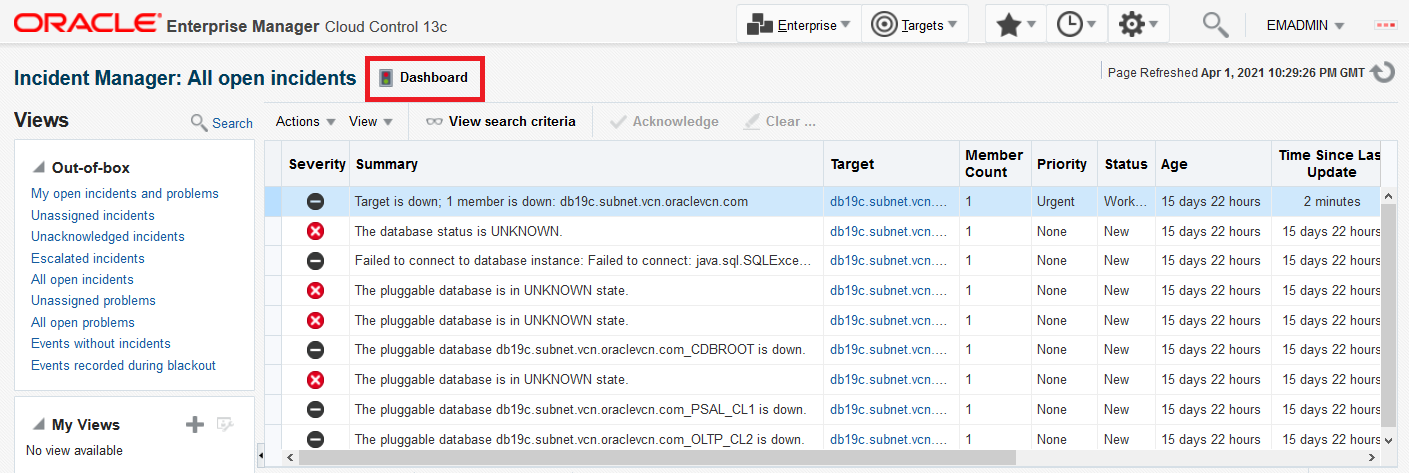 ORACLE Enterprise Manager Cloud Control 13c
Enterprise
Targets
EMADMIN
Incident Manager: All open incidents
Dashboard
Page Refreshed Apr 1, 2021 10:29:26 PM GMT
Views
Search
Out-of-box
My open incidents and problems
Unassigned incidents
Unacknowledged incidents
Escalated incidents
All open incidents
Unassigned problems
All open problems
Events without incidents
Events recorded during blackout
My Views
No view available
Actions View View search criteria Acknowledge Clear ...
Severity Summary Target Member Count Priority Status Age Time Since Las Update
Target is down; 1 member is down: db19c.subnet.vcn.oraclevcn.com db19c.subnet.vcn.... 1 Urgent Work... 15 days 22 hours 2 minutes
The database status is UNKNOWN. db19c.subnet.vcn.... 1 None New 15 days 22 hours 15 days 22 hours
Failed to connect to database instance: Failed to connect: java.sql.SQLExce... db19c.subnet.vcn.... 1 None New 15 days 22 hours 15 days 22 hours
The pluggable database is in UNKNOWN state. db19c.subnet.vcn.... 1 None New 15 days 22 hours 15 days 22 hours
The pluggable database is in UNKNOWN state. db19c.subnet.vcn.... 1 None New 15 days 22 hours 15 days 22 hours
The pluggable database db19c.subnet.vcn.oraclevcn.com_CDBROOT is down. db19c.subnet.vcn.... 1 None New 15 days 22 hours 15 days 22 hours
The pluggable database is in UNKNOWN state. db19c.subnet.vcn.... 1 None New 15 days 22 hours 15 days 22 hours
The pluggable database db19c.subnet.vcn.oraclevcn.com_PSAL_CL1 is down. db19c.subnet.vcn.... 1 None New 15 days 22 hours 15 days 22 hours
The pluggable database db19c.subnet.vcn.oraclevcn.com_OLTP_CL2 is down. db19c.subnet.vcn.... 1 None New 15 days 22 hours 15 days 22 hours